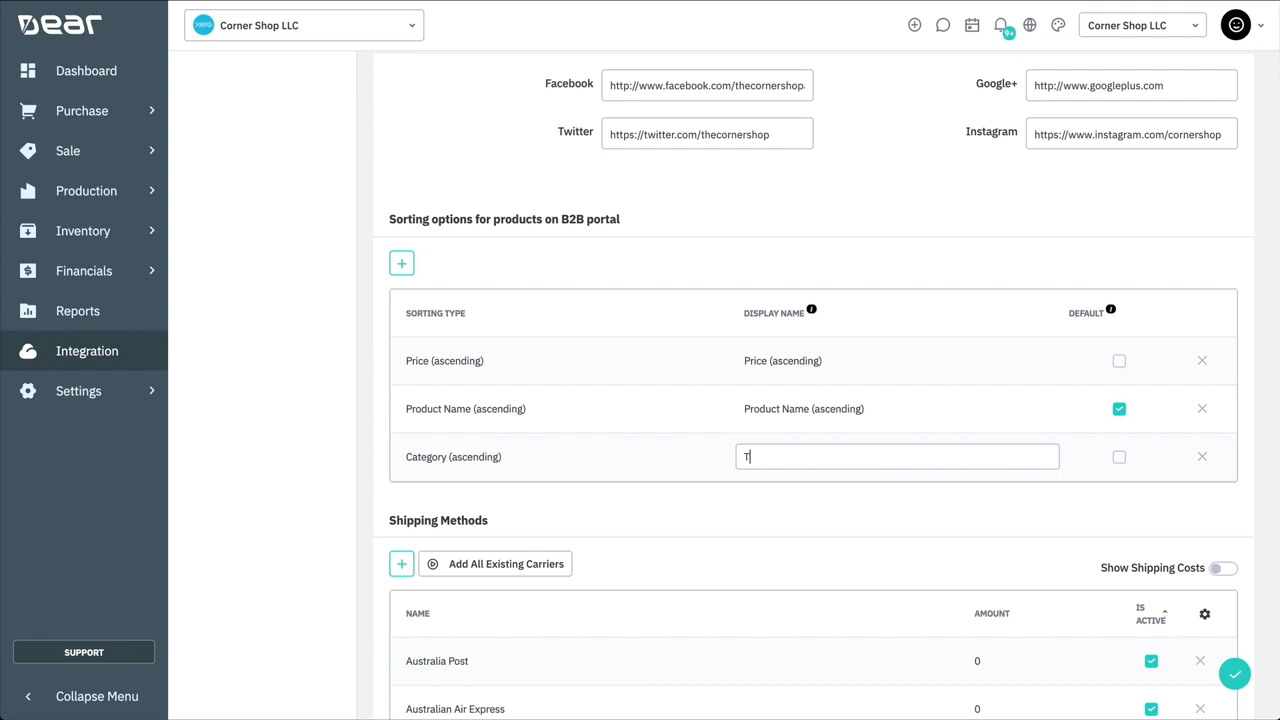 Dear
Dashboard
Purchase
Sale
Production
Inventory
Financials
Reports
Integration
Settings
SUPPORT
Collapse Menu
xero
Corner Shop LLC
9+
Corner Shop LLC
Facebook
http://www.facebook.com/thecornershop
Google+
http://www.googleplus.com
Twitter
https://twitter.com/thecornershop
Instagram
https://www.instagram.com/cornershop
Sorting options for products on B2B portal
SORTING TYPE
DISPLAY NAME
DEFAULT
Price (ascending)
Price (ascending)
Product Name (ascending)
Product Name (ascending)
Category (ascending)
T
Shipping Methods
Add All Existing Carriers
Show Shipping Costs
NAME
AMOUNT
IS
ACTIVE
Australia Post
0
Australian Air Express
0